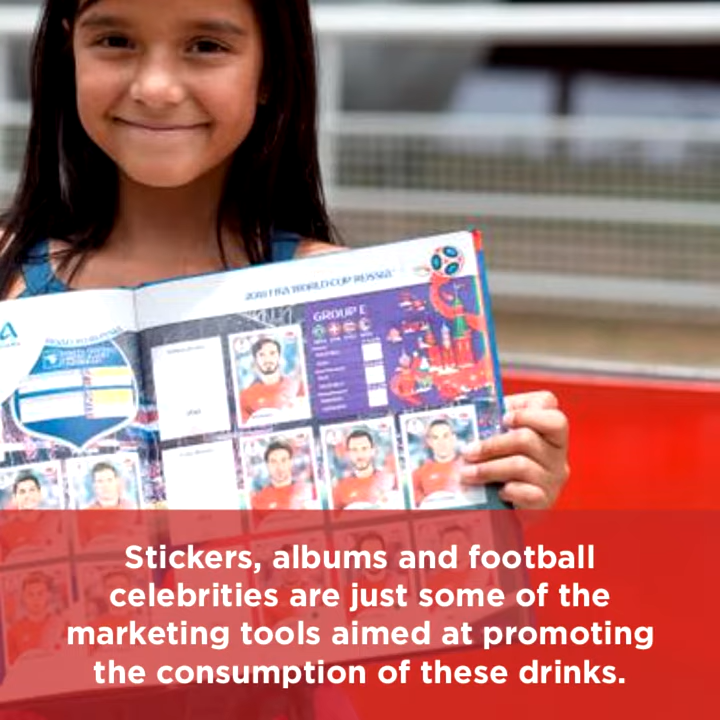 2018 FIFA WORLD CUP RUSSIA
GROUP E
Stickers, albums and football
celebrities are just some of the
marketing tools aimed at promoting
the consumption of these drinks.